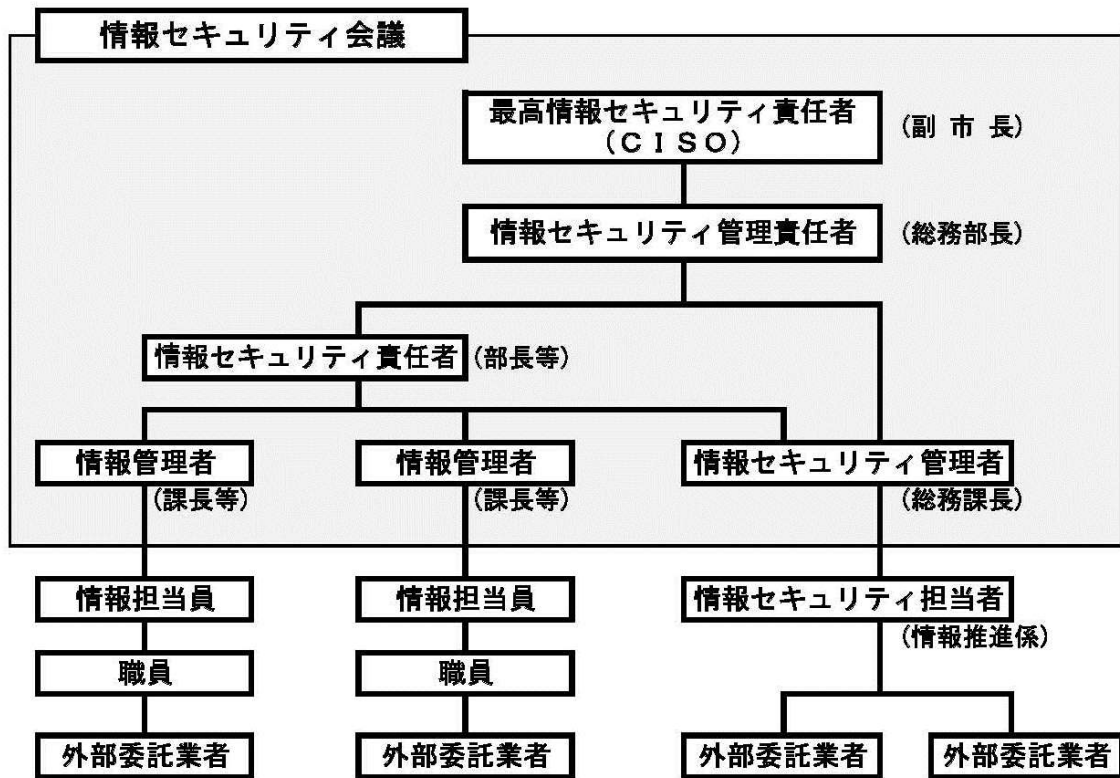 情報セキュリティ会議
最高情報セキュリティ責任者
(CISO)
(副 市 長)
情報セキュリティ管理責任者
(総務部長)
情報セキュリティ責任者
(部長等)
情報管理者
(課長等)
情報管理者
(課長等)
情報セキュリティ管理者
(総務課長)
情報担当員
情報担当員
情報セキュリティ担当者
(情報推進係)
職員
職員
外部委託業者
外部委託業者
外部委託業者
外部委託業者